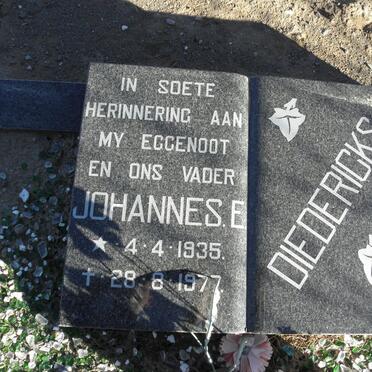 IN SOETE
HERINNERING AAN
MY EGGENOOT
EN ONS VADER
JOHANNES.E
★ 4-4-1935.
† 28-8-1977
DIEDERICKS